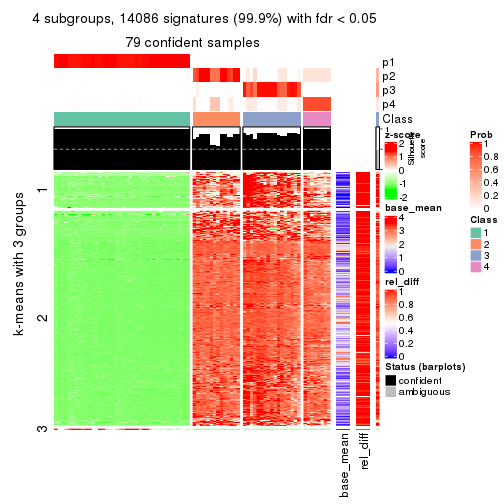 4 subgroups, 14086 signatures (99.9%) with fdr < 0.05
79 confident samples
p1
p2
p3
p4
Class
1
Silhouette
score
k-means with 3 groups
1
2
3
base_mean
rel_diff
z-score
2
1
0
-1
-2
base_mean
4
3
2
1
0
rel_diff
1
0.8
0.6
0.4
0.2
0
Status (barplots)
confident
ambiguous
Prob
1
0.8
0.6
0.4
0.2
0
Class
1
2
3
4